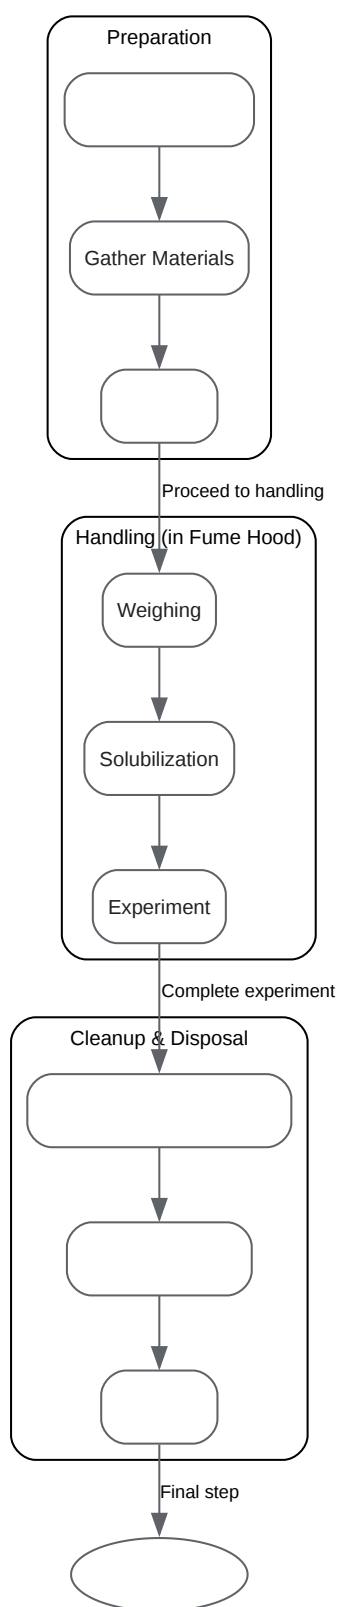 Preparation
Gather Materials
Proceed to handling
Handling (in Fume Hood)
Weighing
Solubilization
Experiment
Complete experiment
Cleanup & Disposal
Final step